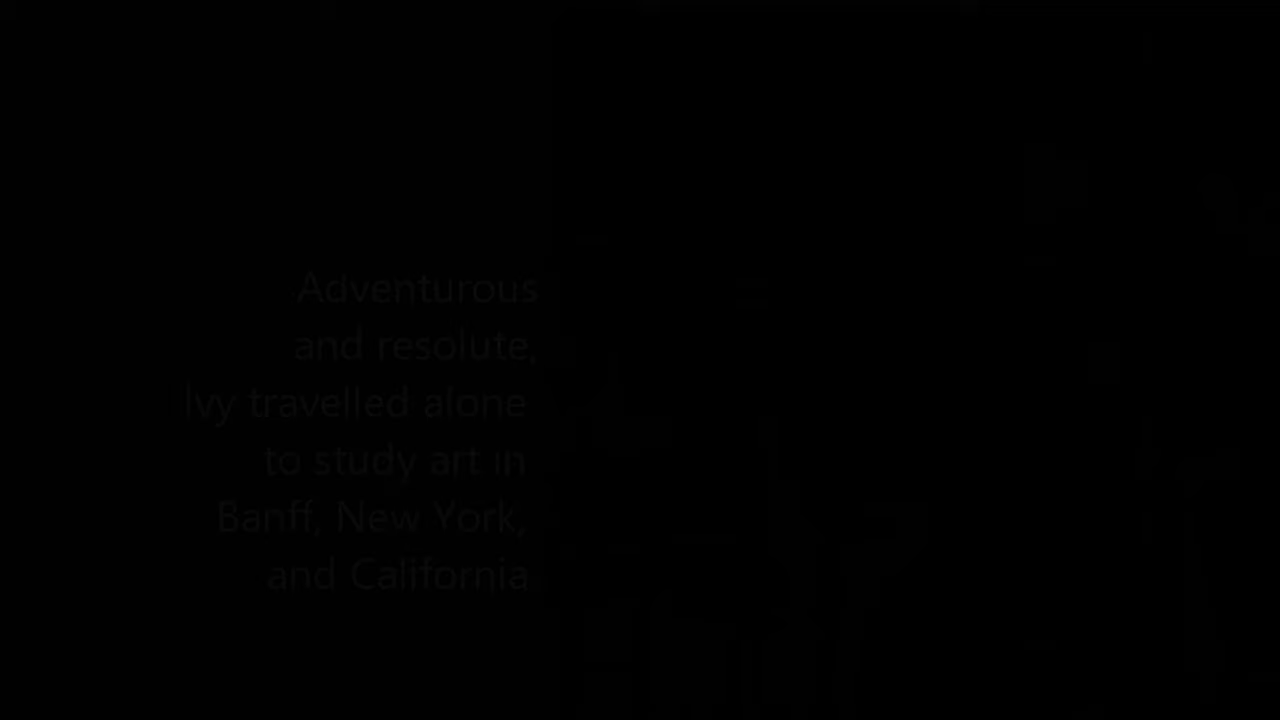 Adventurous
and resolute,
Ivy travelled alone
to study art in
Banff, New York,
and California